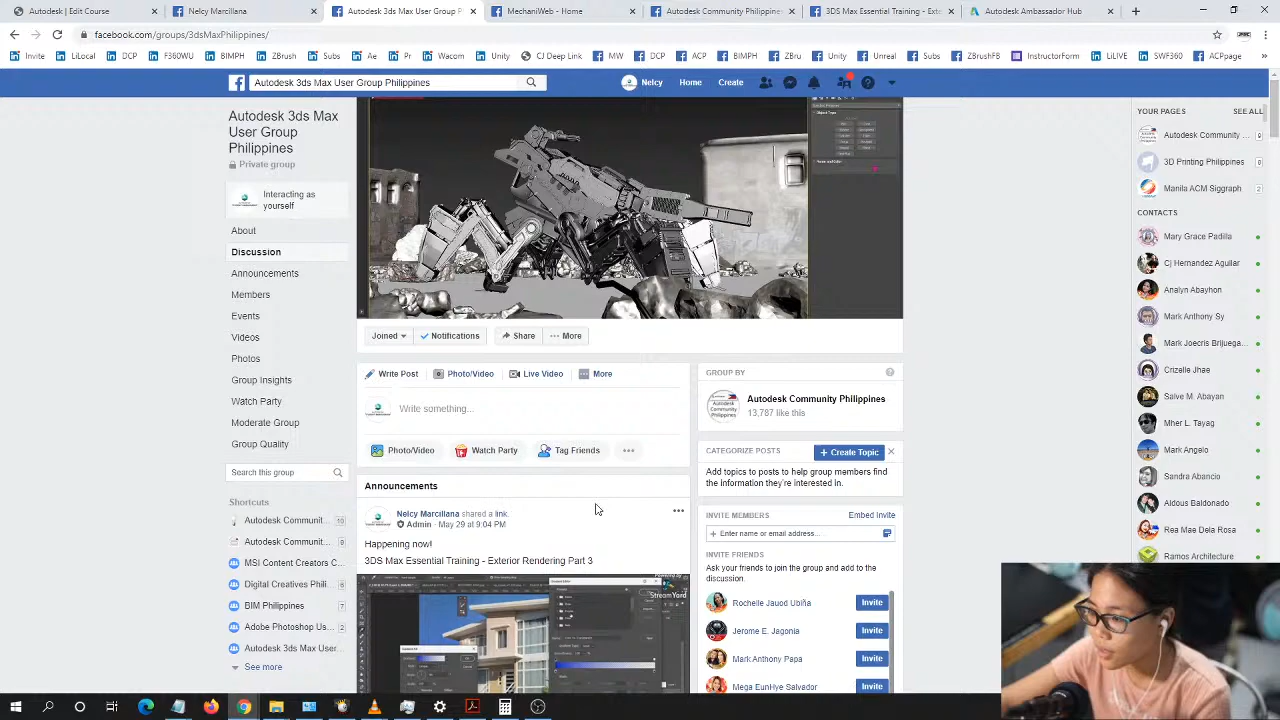 Autodesk | Edit Course
Nelcy Marcillana
Autodesk 3ds Max User Group P
MechaniWeb - Home
Autodesk Community Philippine
3DS Max Essential Training - Exter
Autodesk Ambassador Hub
facebook.com/groups/3dsMaxPhilippines/
Invite
LiLocal
DCP
F360WU
BIMPH
ZBrush
Subs
Ae
Pr
Wacom
Unity
CJ Deep Link
MW
DCP
ACP
BIMPH
ZBru
Unity
Unreal
Subs
ZBrushFB
InstructorForm
LiLIVE
SWF360
ACPpage
Autodesk 3ds Max User Group Philippines
Nelcy
Home
Create
Autodesk 3ds Max
User Group
Philippines
Private group
Interacting as
yourself
About
Discussion
Announcements
Members
Events
Videos
Photos
Group Insights
Watch Party
Moderate Group
Group Quality
Search this group
Shortcuts
Autodesk Communit... 10
Autodesk Communit... 9
MSI Content Creators C...
Digital Creatives Phili... 6
BIM Philippines 7
Adobe Photoshop Us... 2
Autodesk 3ds Max User...
See more
Joined
Notifications
Share
More
Write Post
Photo/Video
Live Video
More
Write something...
Photo/Video
Watch Party
Tag Friends
Announcements
Nelcy Marcillana shared a link.
Admin · May 29 at 9:04 PM
Happening now!
3DS Max Essential Training - Exterior Rendering Part 3
StreamYard
GROUP BY
Autodesk Community Philippines
13,787 like this
CATEGORIZE POSTS
+ Create Topic
Add topics to posts to help group members find
the information they're interested in.
INVITE MEMBERS
Embed Invite
+ Enter name or email address...
INVITE FRIENDS
Ask your friends to join the group and add to the
discussion.
Rochelle Jauod Ubiña
Invite
Jerome E. Jagonia
Invite
Invite
Invite
YOUR PAGES
See All
Autodesk Community ...
3D Printing Philippines
Manila ACM Siggraph 2
CONTACTS
Mary Grace Padilla
Cj Hernandez Aguilar
Analyn Abayhon
Mark Anthony Sy
Mark Joecris Brijuega...
Crizalie Jhae
Salve M. Abayan
Mher L. Tayag
Mark Angelo
Sandra Abancio
Aldous Baldonado
Rea Mae Dela Rosa
Ramos Architecture